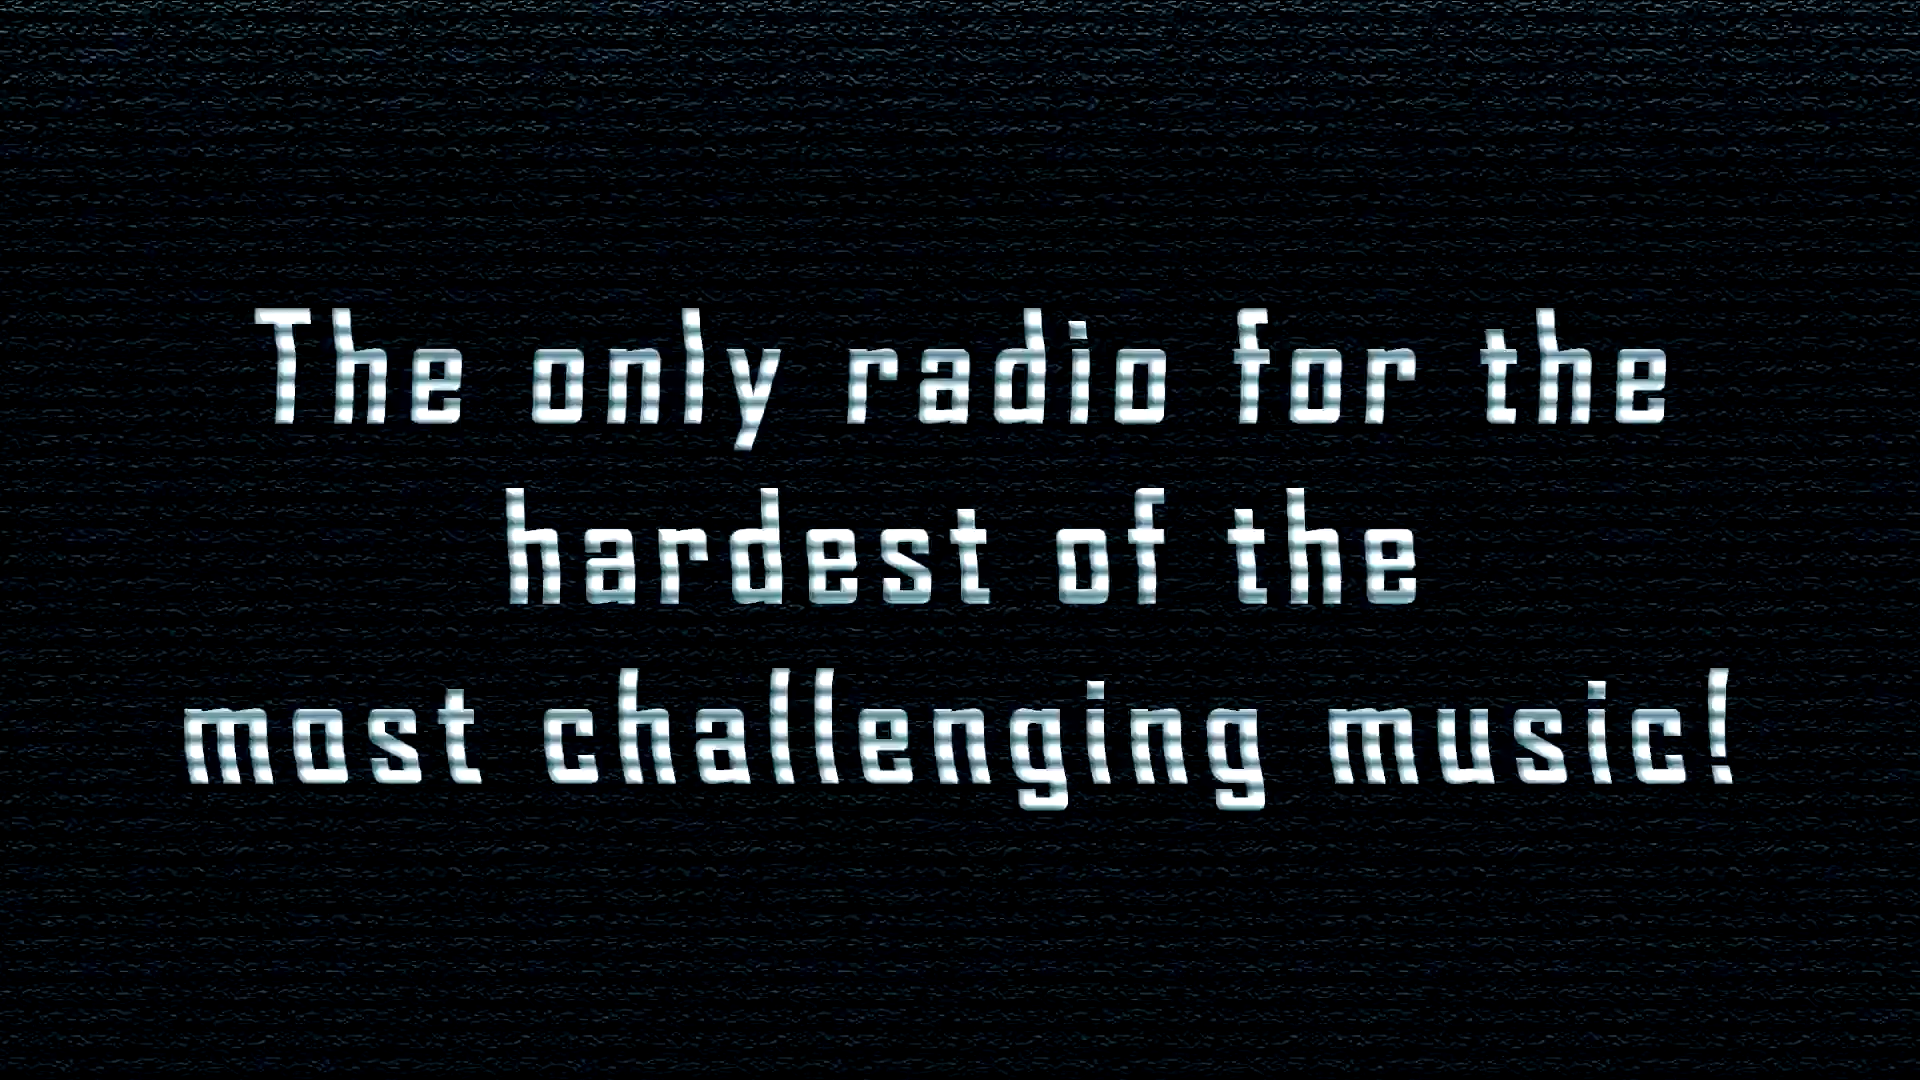 The only radio for the
hardest of the
most challenging music!